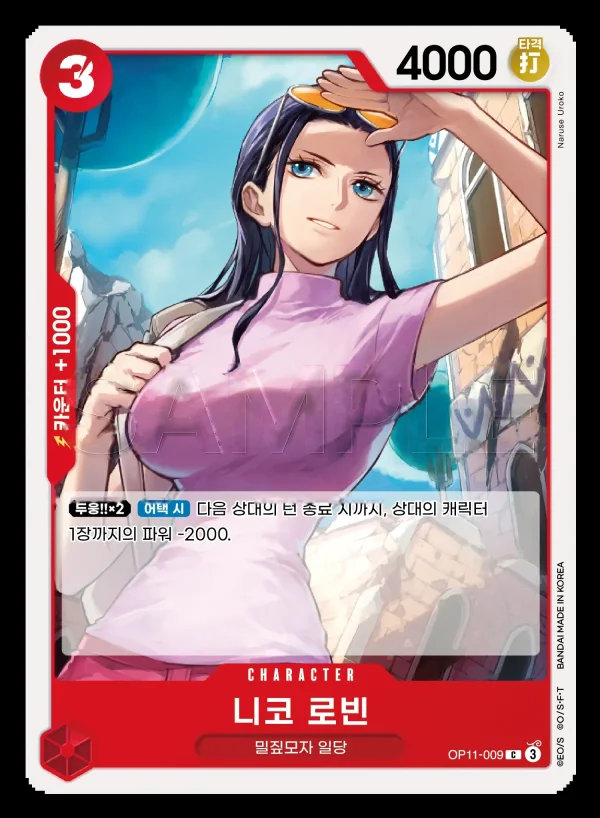 3
4000
타격
打
Naruse Uroko
카운터 +1000
SAMPLE
두웅!!×2 어택 시 다음 상대의 턴 종료 시까지, 상대의 캐릭터
1장까지의 파워 -2000.
CHARACTER
니코 로빈
밀짚모자 일당
OP11-009 C 3
©EO/S ©O/S·F·T BANDAI MADE IN KOREA